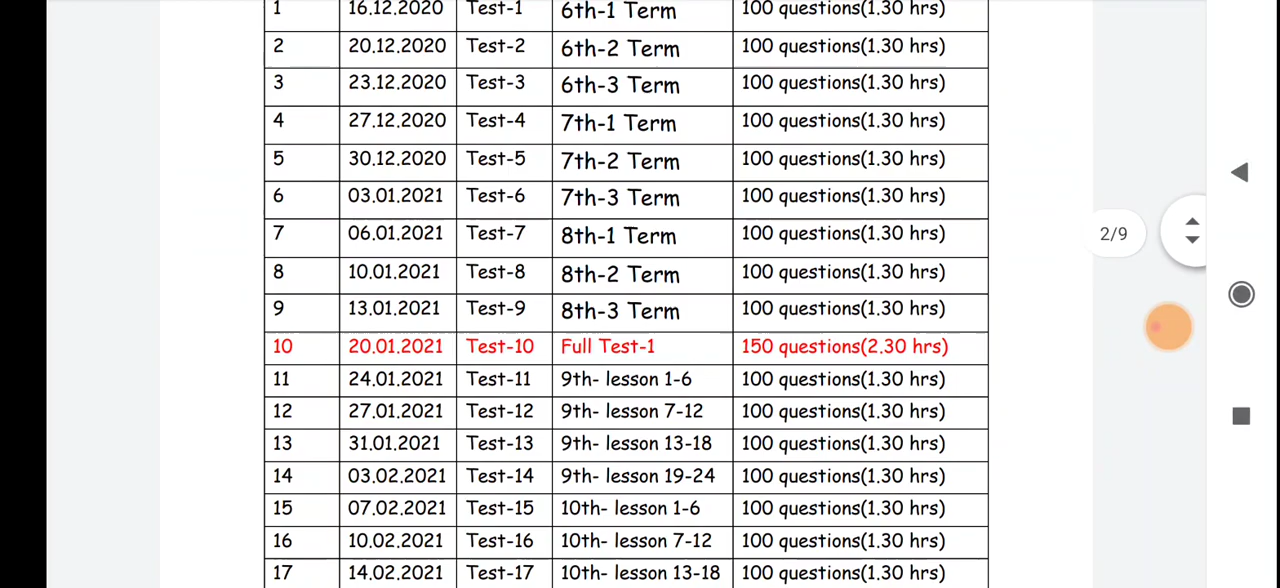 1 16.12.2020 Test-1 6th-1 Term 100 questions(1.30 hrs)
2 20.12.2020 Test-2 6th-2 Term 100 questions(1.30 hrs)
3 23.12.2020 Test-3 6th-3 Term 100 questions(1.30 hrs)
4 27.12.2020 Test-4 7th-1 Term 100 questions(1.30 hrs)
5 30.12.2020 Test-5 7th-2 Term 100 questions(1.30 hrs)
6 03.01.2021 Test-6 7th-3 Term 100 questions(1.30 hrs)
7 06.01.2021 Test-7 8th-1 Term 100 questions(1.30 hrs)
2/9
8 10.01.2021 Test-8 8th-2 Term 100 questions(1.30 hrs)
9 13.01.2021 Test-9 8th-3 Term 100 questions(1.30 hrs)
10 20.01.2021 Test-10 Full Test-1 150 questions(2.30 hrs)
11 24.01.2021 Test-11 9th- lesson 1-6 100 questions(1.30 hrs)
12 27.01.2021 Test-12 9th- lesson 7-12 100 questions(1.30 hrs)
13 31.01.2021 Test-13 9th- lesson 13-18 100 questions(1.30 hrs)
14 03.02.2021 Test-14 9th- lesson 19-24 100 questions(1.30 hrs)
15 07.02.2021 Test-15 10th- lesson 1-6 100 questions(1.30 hrs)
16 10.02.2021 Test-16 10th- lesson 7-12 100 questions(1.30 hrs)
17 14.02.2021 Test-17 10th- lesson 13-18 100 questions(1.30 hrs)